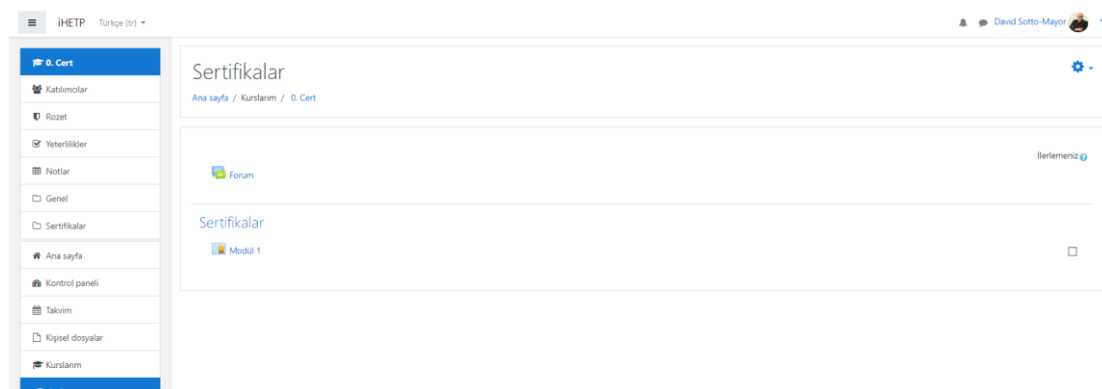 iHETP Türkçe (tr)
David Sotto-Mayor
0. Cert
Katılımcılar
Rozet
Yeterlilikler
Notlar
Genel
Sertifikalar
Ana sayfa
Kontrol paneli
Takvim
Kişisel dosyalar
Kurslarım
Sertifikalar
Ana sayfa / Kurslarım / 0. Cert
İlerlemeniz
Forum
Sertifikalar
Modül 1